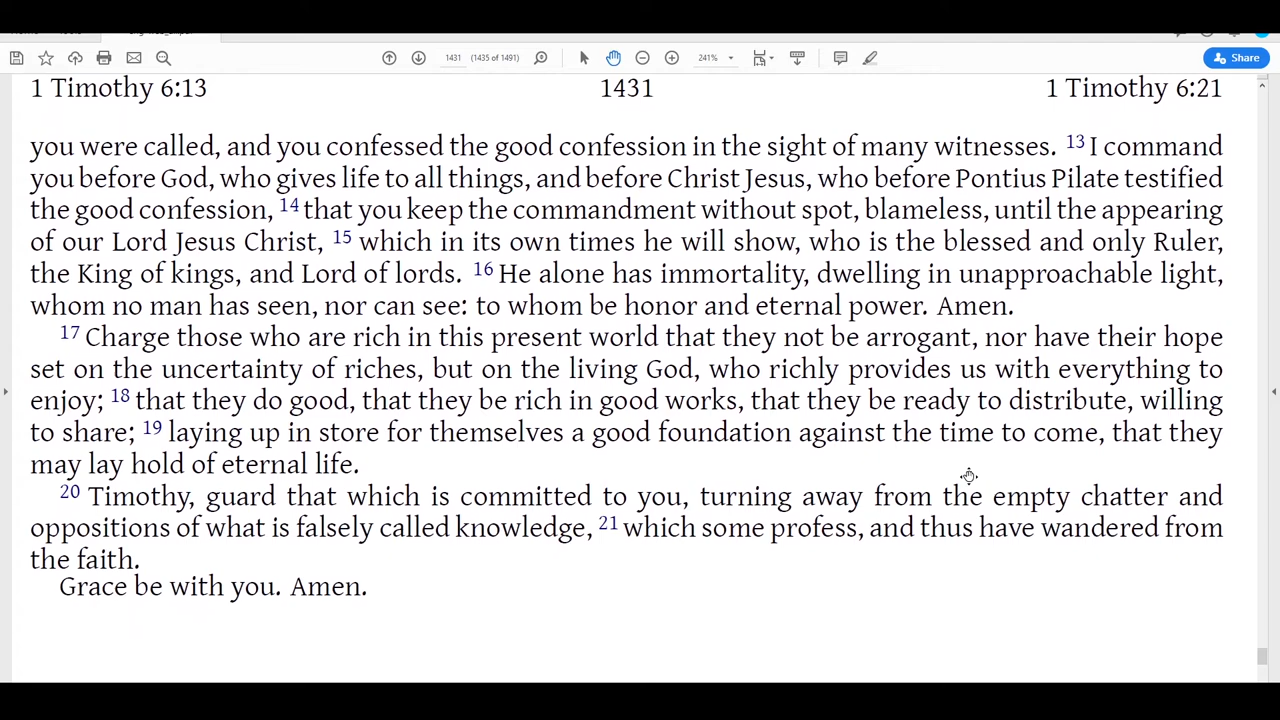 1431 (1435 of 1491) 241% Share
1 Timothy 6:13 1431 1 Timothy 6:21
you were called, and you confessed the good confession in the sight of many witnesses. 13 I command
you before God, who gives life to all things, and before Christ Jesus, who before Pontius Pilate testified
the good confession, 14 that you keep the commandment without spot, blameless, until the appearing
of our Lord Jesus Christ, 15 which in its own times he will show, who is the blessed and only Ruler,
the King of kings, and Lord of lords. 16 He alone has immortality, dwelling in unapproachable light,
whom no man has seen, nor can see: to whom be honor and eternal power. Amen.
17 Charge those who are rich in this present world that they not be arrogant, nor have their hope
set on the uncertainty of riches, but on the living God, who richly provides us with everything to
enjoy; 18 that they do good, that they be rich in good works, that they be ready to distribute, willing
to share; 19 laying up in store for themselves a good foundation against the time to come, that they
may lay hold of eternal life.
20 Timothy, guard that which is committed to you, turning away from the empty chatter and
oppositions of what is falsely called knowledge, 21 which some profess, and thus have wandered from
the faith.
Grace be with you. Amen.